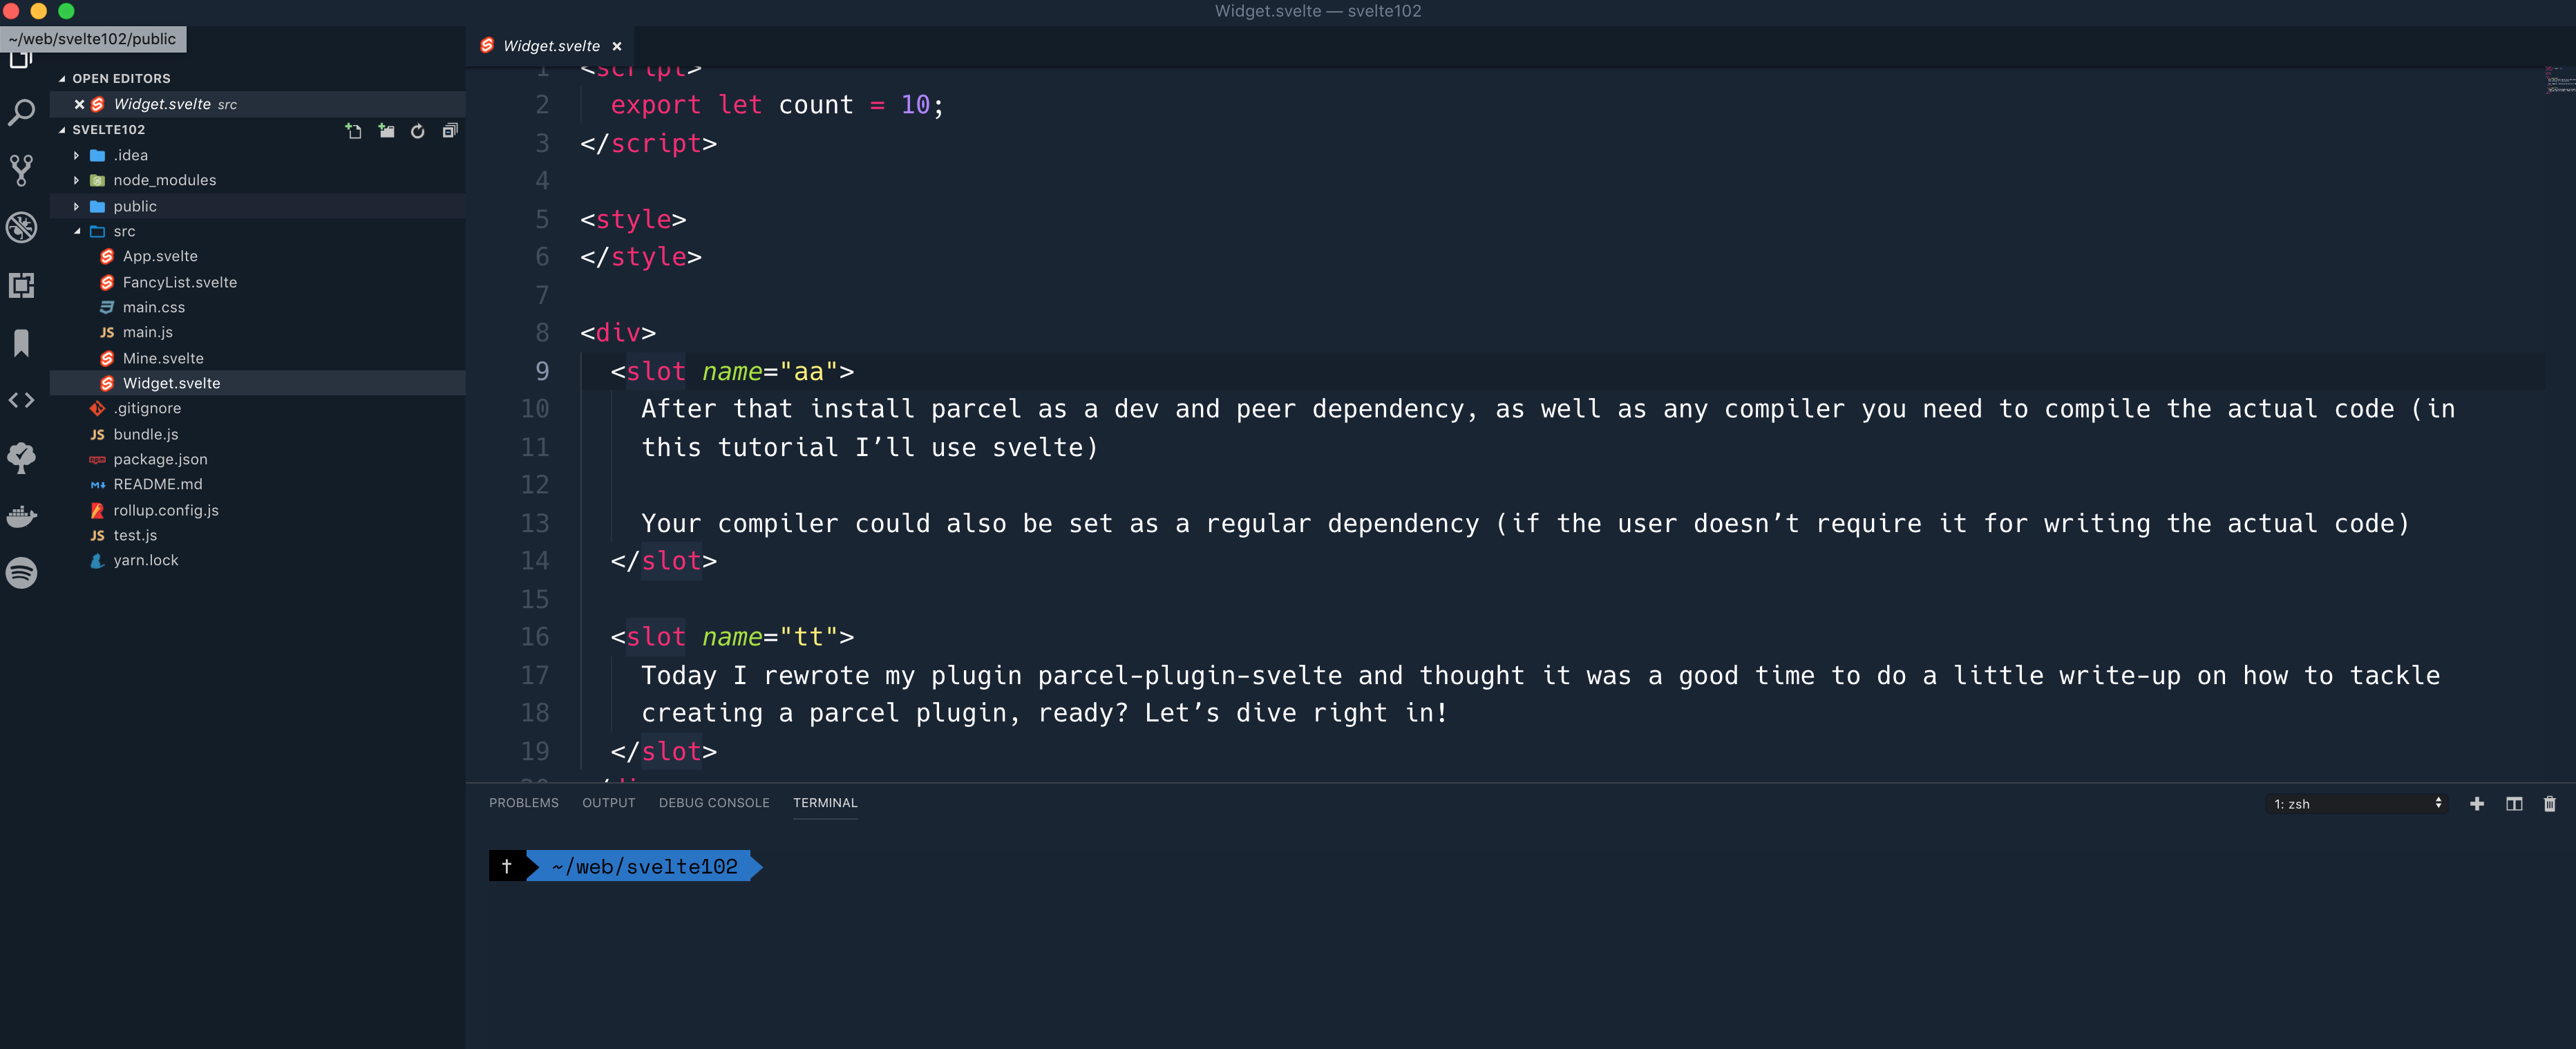 Widget.svelte — svelte102
~/web/svelte102/public
Widget.svelte
OPEN EDITORS
Widget.svelte src
SVELTE102
.idea
node_modules
public
src
App.svelte
FancyList.svelte
main.css
JS main.js
Mine.svelte
Widget.svelte
.gitignore
JS bundle.js
package.json
README.md
rollup.config.js
JS test.js
yarn.lock
1 <script>
2 export let count = 10;
3 </script>
4
5 <style>
6 </style>
7
8 <div>
9 <slot name="aa">
10 After that install parcel as a dev and peer dependency, as well as any compiler you need to compile the actual code (in
11 this tutorial I’ll use svelte)
12
13 Your compiler could also be set as a regular dependency (if the user doesn’t require it for writing the actual code)
14 </slot>
15
16 <slot name="tt">
17 Today I rewrote my plugin parcel-plugin-svelte and thought it was a good time to do a little write-up on how to tackle
18 creating a parcel plugin, ready? Let’s dive right in!
19 </slot>
PROBLEMS OUTPUT DEBUG CONSOLE TERMINAL
1: zsh
† ~/web/svelte102